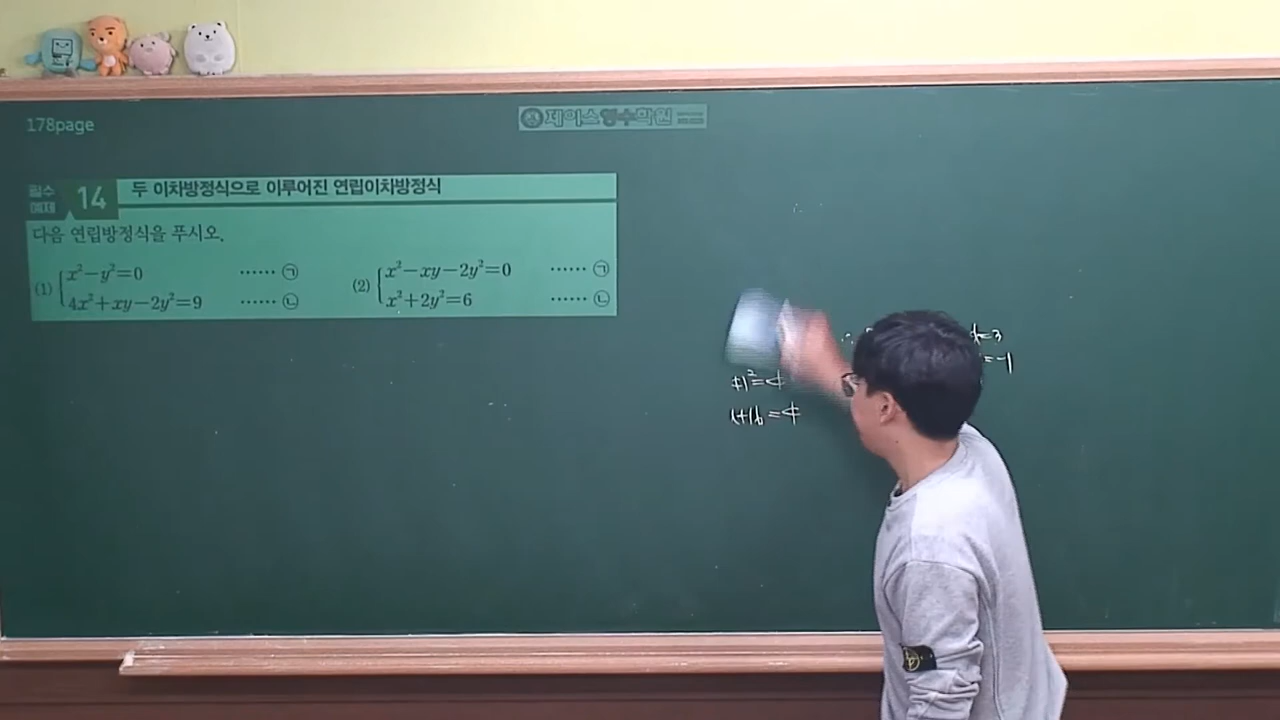 178page
제이스영수학원
필수 예제 14 두 이차방정식으로 이루어진 연립이차방정식
다음 연립방정식을 푸시오.
(1) x²−y²=0 …… ㉠ (2) x²−xy−2y²=0 …… ㉠
4x²+xy−2y²=9 …… ㉡ x²+2y²=6 …… ㉡
=3
=-1